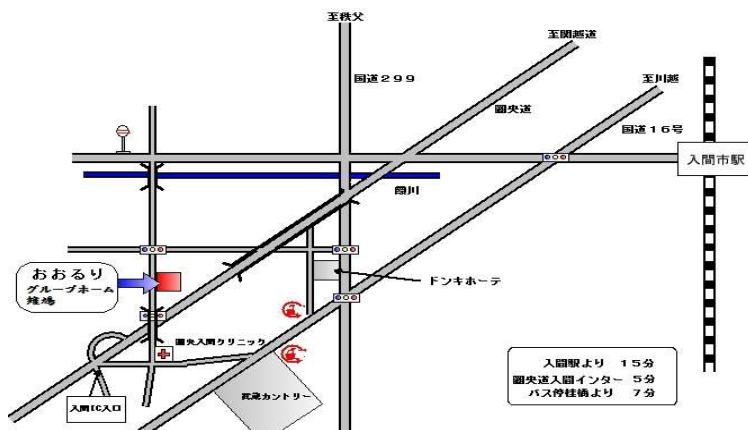 至秩父
至関越道
国道299
至川越
圏央道
国道16号
入間市駅
霞川
おおるり
グループホーム
雉鳩
ドンキホーテ
圏央入間クリニック
入間IC入口
武蔵カントリー
入間駅より 15分
圏央道入間インター 5分
バス停桂橋より 7分